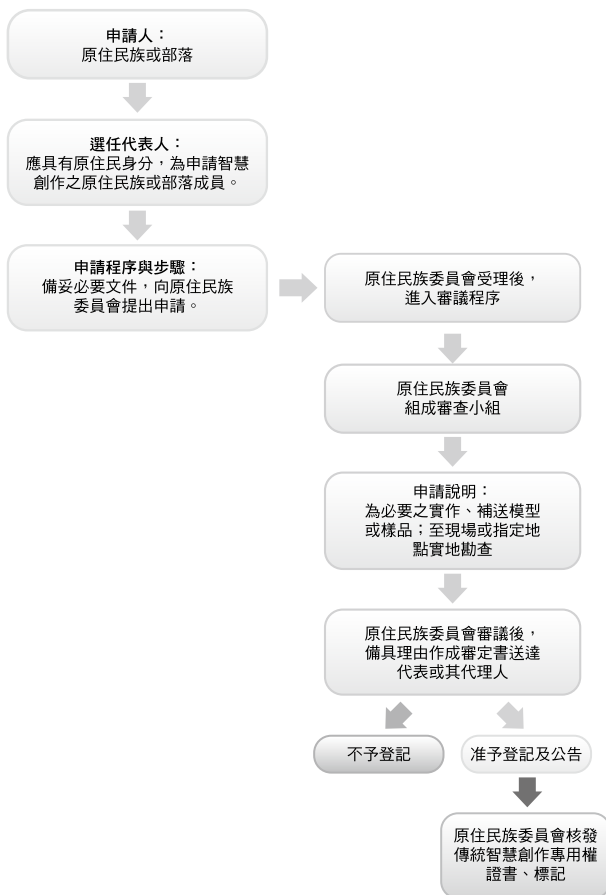 申請人：
原住民族或部落
選任代表人：
應具有原住民身分，為申請智慧
創作之原住民族或部落成員。
申請程序與步驟：
備妥必要文件，向原住民族
委員會提出申請。
原住民族委員會受理後，
進入審議程序
原住民族委員會
組成審查小組
申請說明：
為必要之實作、補送模型
或樣品；至現場或指定地
點實地勘查
原住民族委員會審議後，
備具理由作成審定書送達
代表或其代理人
不予登記
准予登記及公告
原住民族委員會核發
傳統智慧創作專用權
證書、標記